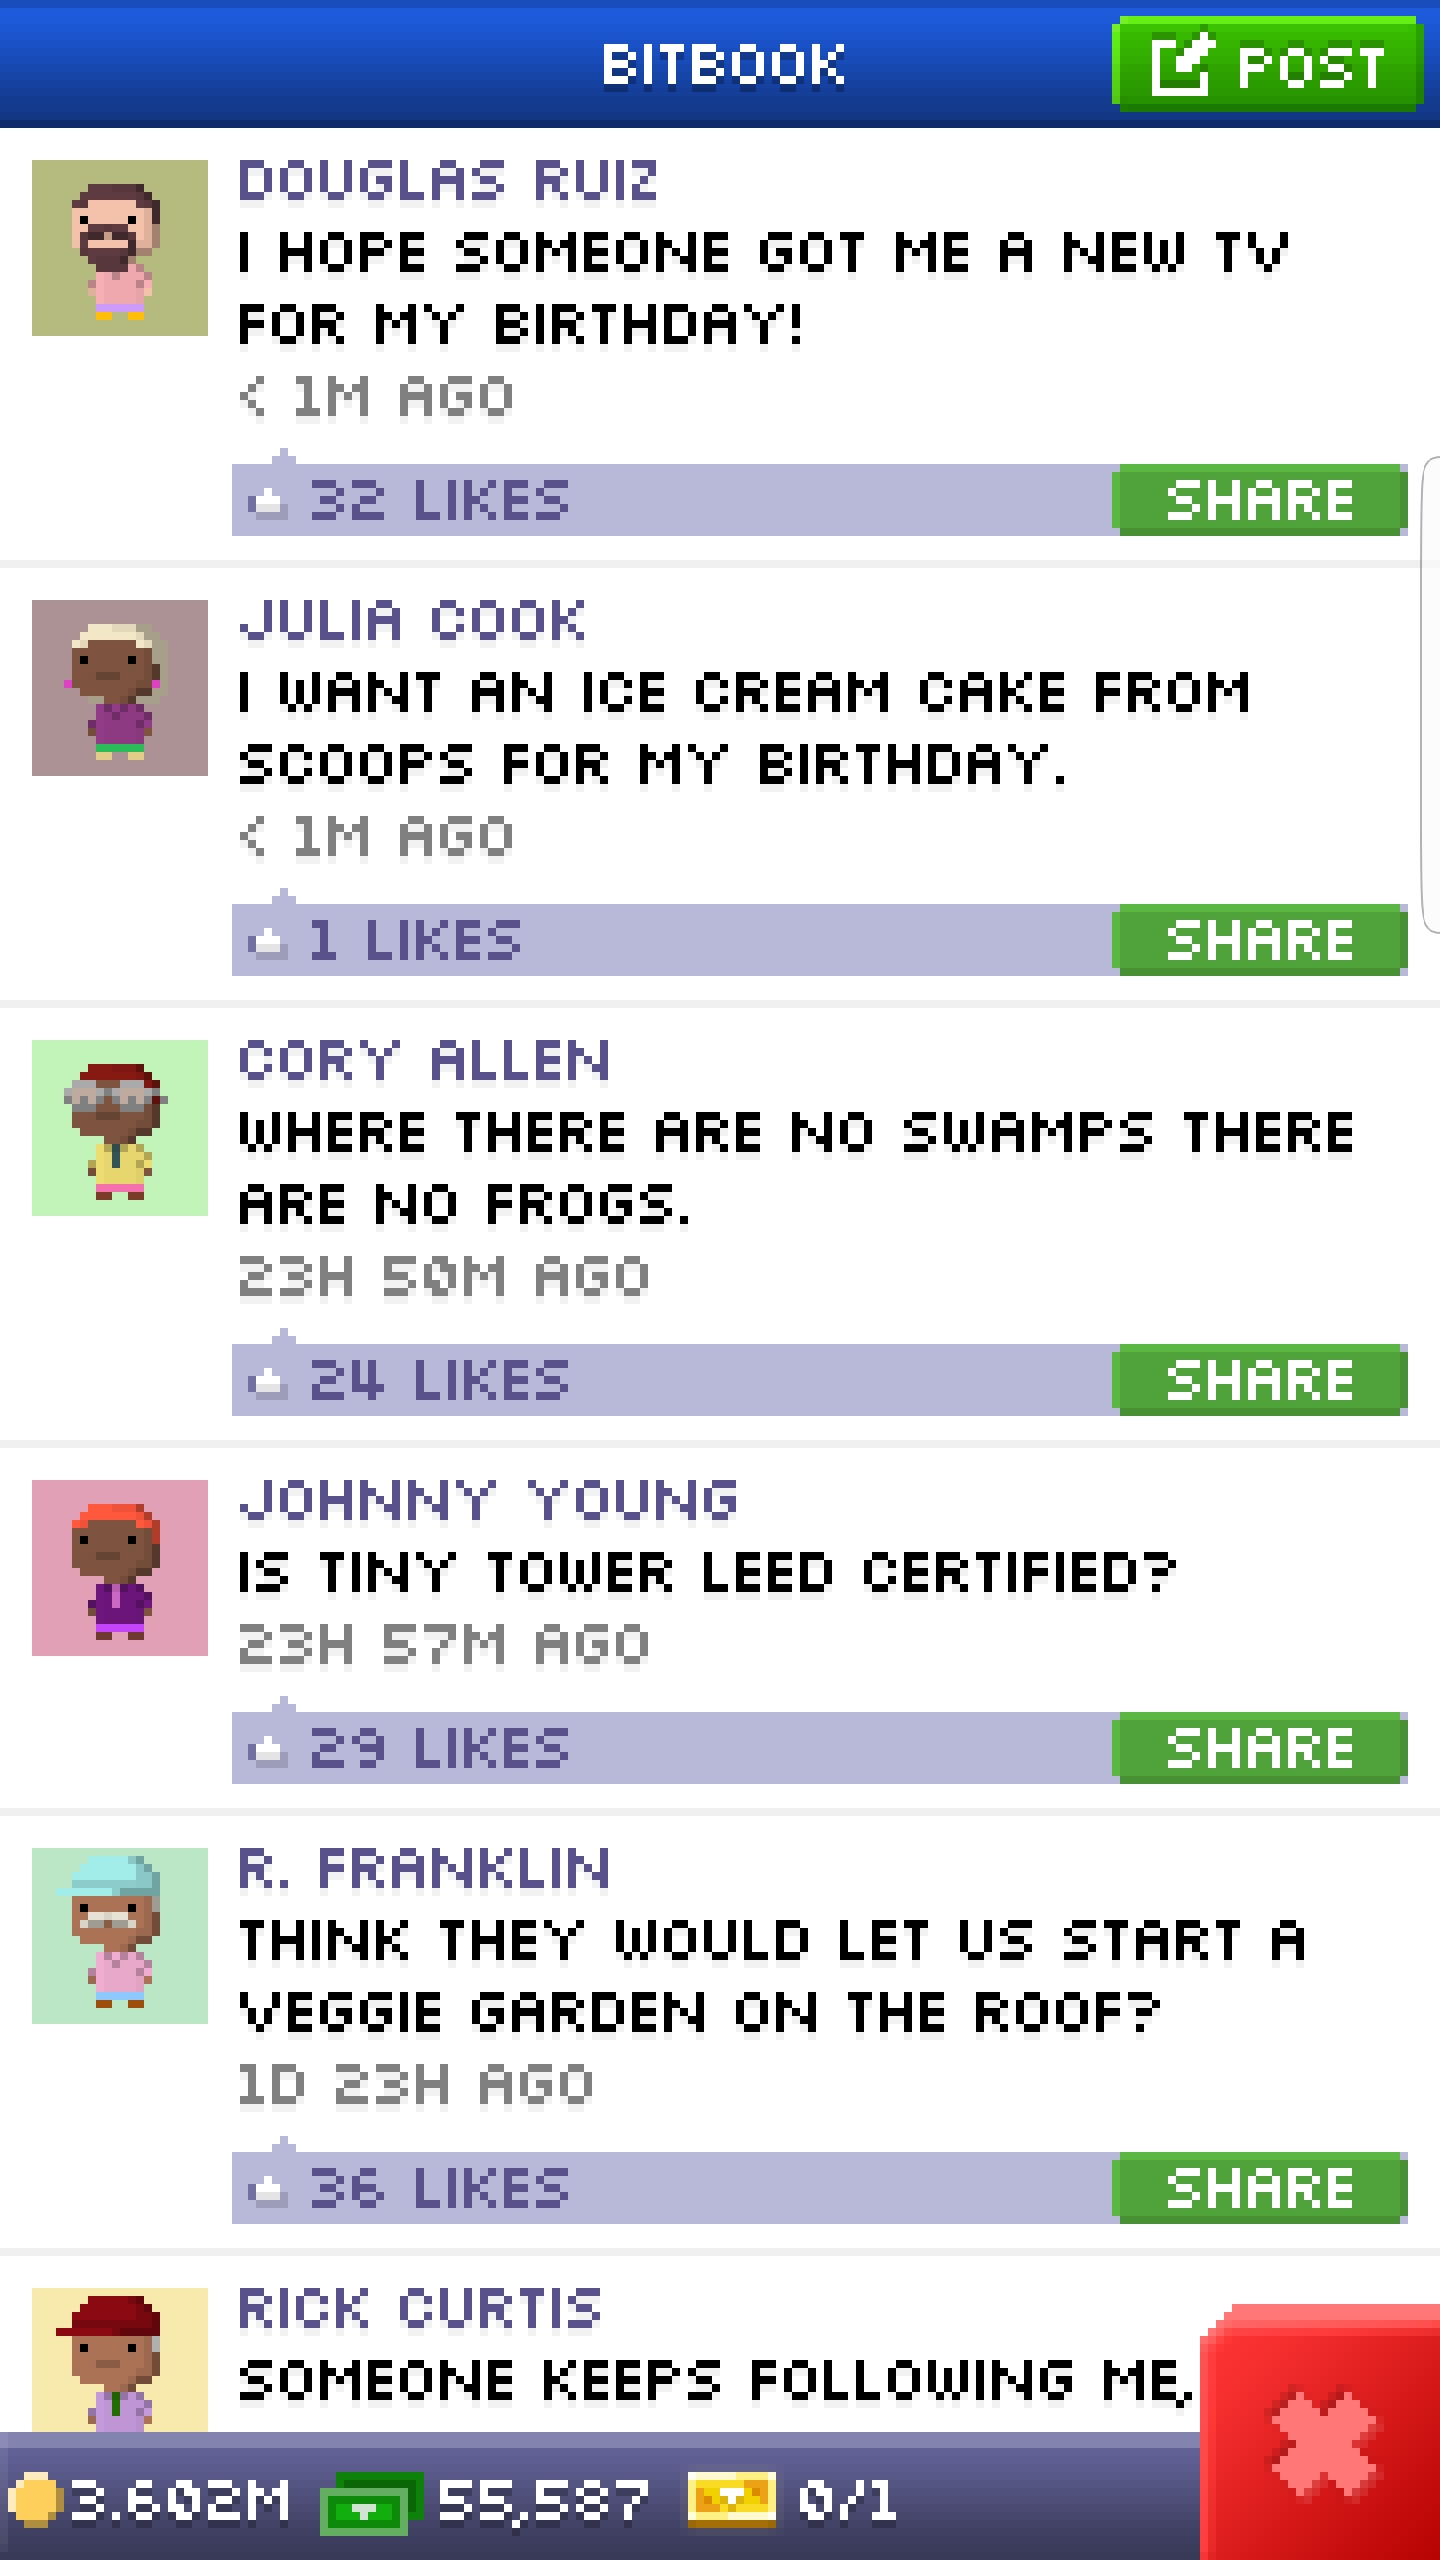 BITBOOK
POST
DOUGLAS RUIZ
I HOPE SOMEONE GOT ME A NEW TV
FOR MY BIRTHDAY!
< 1M AGO
32 LIKES
SHARE
JULIA COOK
I WANT AN ICE CREAM CAKE FROM
SCOOPS FOR MY BIRTHDAY.
< 1M AGO
1 LIKES
SHARE
CORY ALLEN
WHERE THERE ARE NO SWAMPS THERE
ARE NO FROGS.
23H 50M AGO
24 LIKES
SHARE
JOHNNY YOUNG
IS TINY TOWER LEED CERTIFIED?
23H 57M AGO
29 LIKES
SHARE
R. FRANKLIN
THINK THEY WOULD LET US START A
VEGGIE GARDEN ON THE ROOF?
1D 23H AGO
36 LIKES
SHARE
RICK CURTIS
SOMEONE KEEPS FOLLOWING ME,
3.602M
55,587
0/1